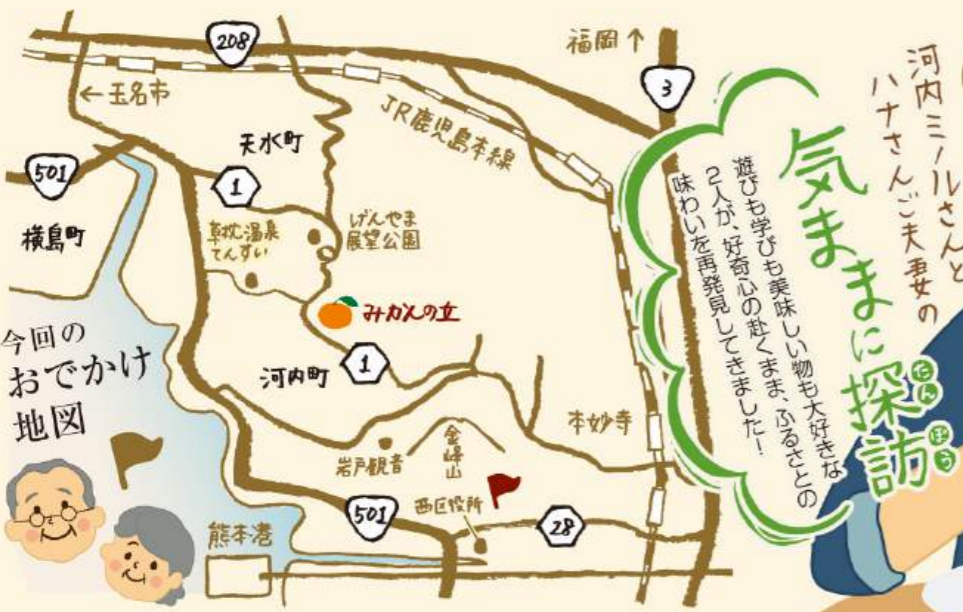 河内ミノルさんと
ハナさんご夫妻の
気ままに探訪
たん
ぼう
遊びも学びも美味しい物も大好きな
2人が、好奇心の赴くまま、ふるさとの
味わいを再発見してきました！
今回の
おでかけ
地図
208
福岡↑
3
←玉名市
JR鹿児島本線
天水町
501
1
横島町
草枕温泉
てんすい
げんやま
展望公園
みかんの丘
河内町
1
本妙寺
岩戸観音
金峰山
501
西区役所
28
熊本港